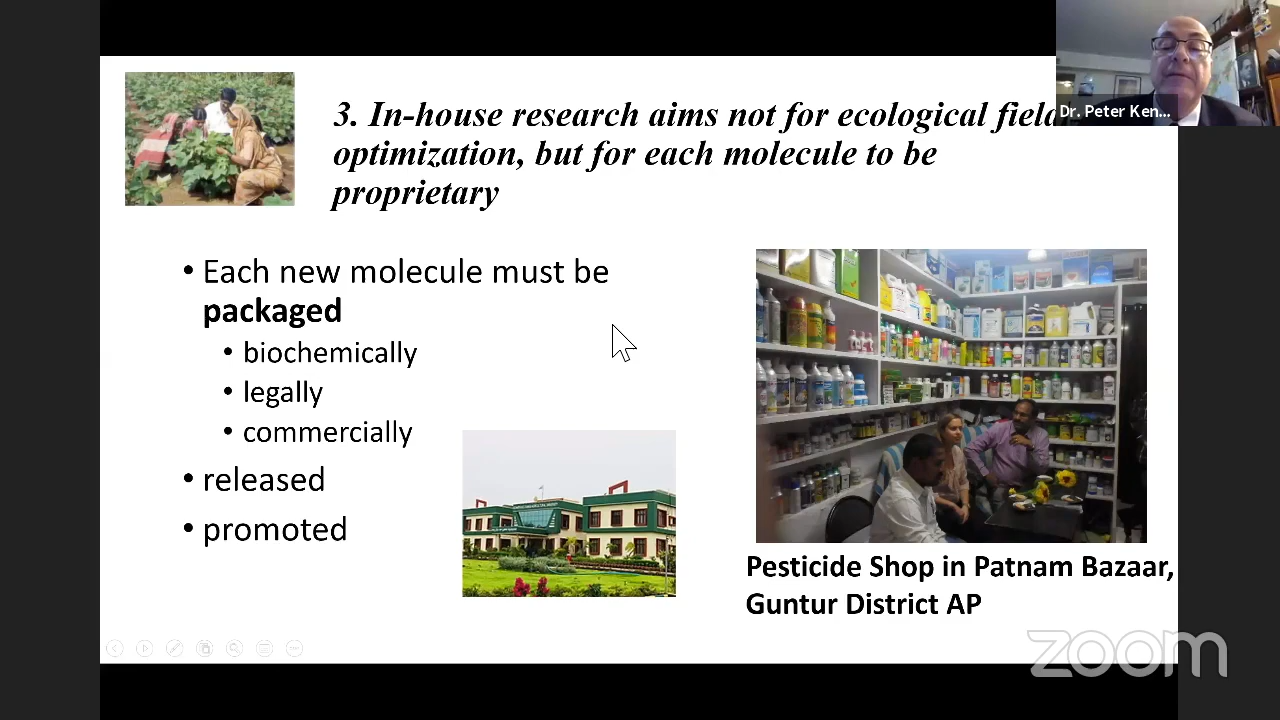 3. In-house research aims not for ecological field
optimization, but for each molecule to be
proprietary
Dr. Peter Ken...
• Each new molecule must be
packaged
• biochemically
• legally
• commercially
• released
• promoted
Pesticide Shop in Patnam Bazaar,
Guntur District AP
zoom